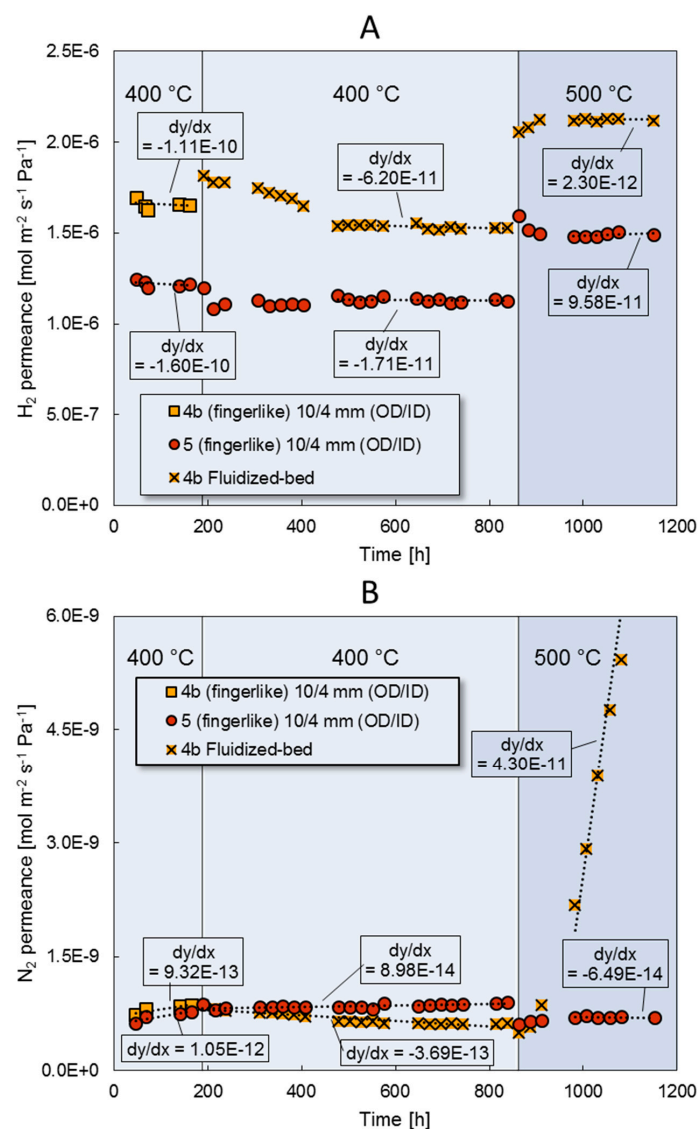 A
H₂ permeance [mol m⁻² s⁻¹ Pa⁻¹]
2.5E-6
2.0E-6
1.5E-6
1.0E-6
5.0E-7
0.0E+0
400 °C
400 °C
500 °C
dy/dx
= -1.11E-10
dy/dx
= -6.20E-11
dy/dx
= 2.30E-12
dy/dx
= -1.60E-10
dy/dx
= -1.71E-11
dy/dx
= 9.58E-11
4b (fingerlike) 10/4 mm (OD/ID)
5 (fingerlike) 10/4 mm (OD/ID)
4b Fluidized-bed
0 200 400 600 800 1000 1200
Time [h]
B
N₂ permeance [mol m⁻² s⁻¹ Pa⁻¹]
6.0E-9
4.5E-9
3.0E-9
1.5E-9
0.0E+0
400 °C
400 °C
500 °C
4b (fingerlike) 10/4 mm (OD/ID)
5 (fingerlike) 10/4 mm (OD/ID)
4b Fluidized-bed
dy/dx
= 4.30E-11
dy/dx
= 9.32E-13
dy/dx
= 8.98E-14
dy/dx
= -6.49E-14
dy/dx = 1.05E-12
dy/dx = -3.69E-13
0 200 400 600 800 1000 1200
Time [h]